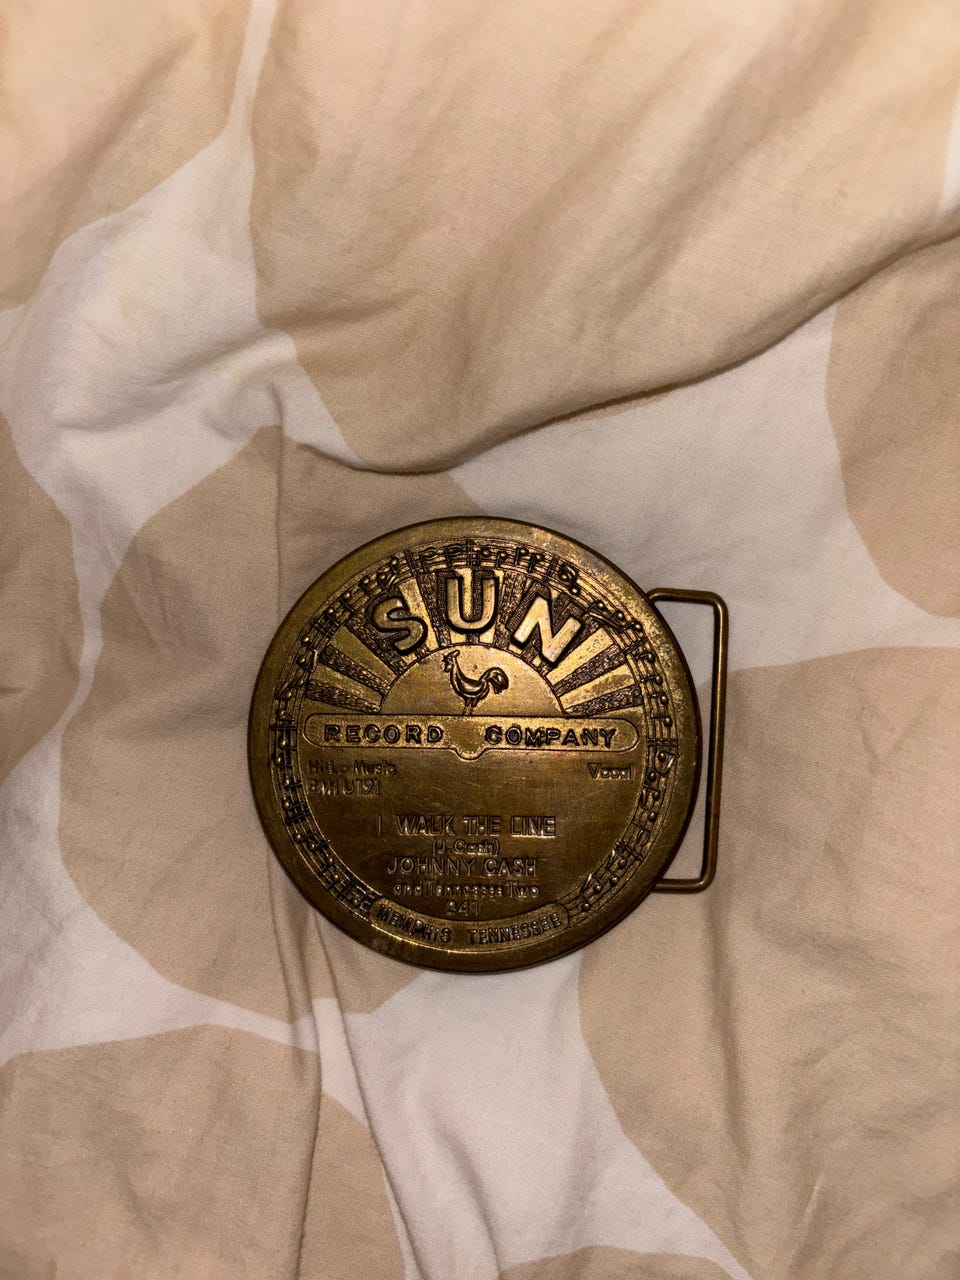 SUN
RECORD COMPANY
Hi-Lo Music
BMI U191
Vocal
I WALK THE LINE
(J. Cash)
JOHNNY CASH
and Tennessee Two
241
MEMPHIS TENNESSEE